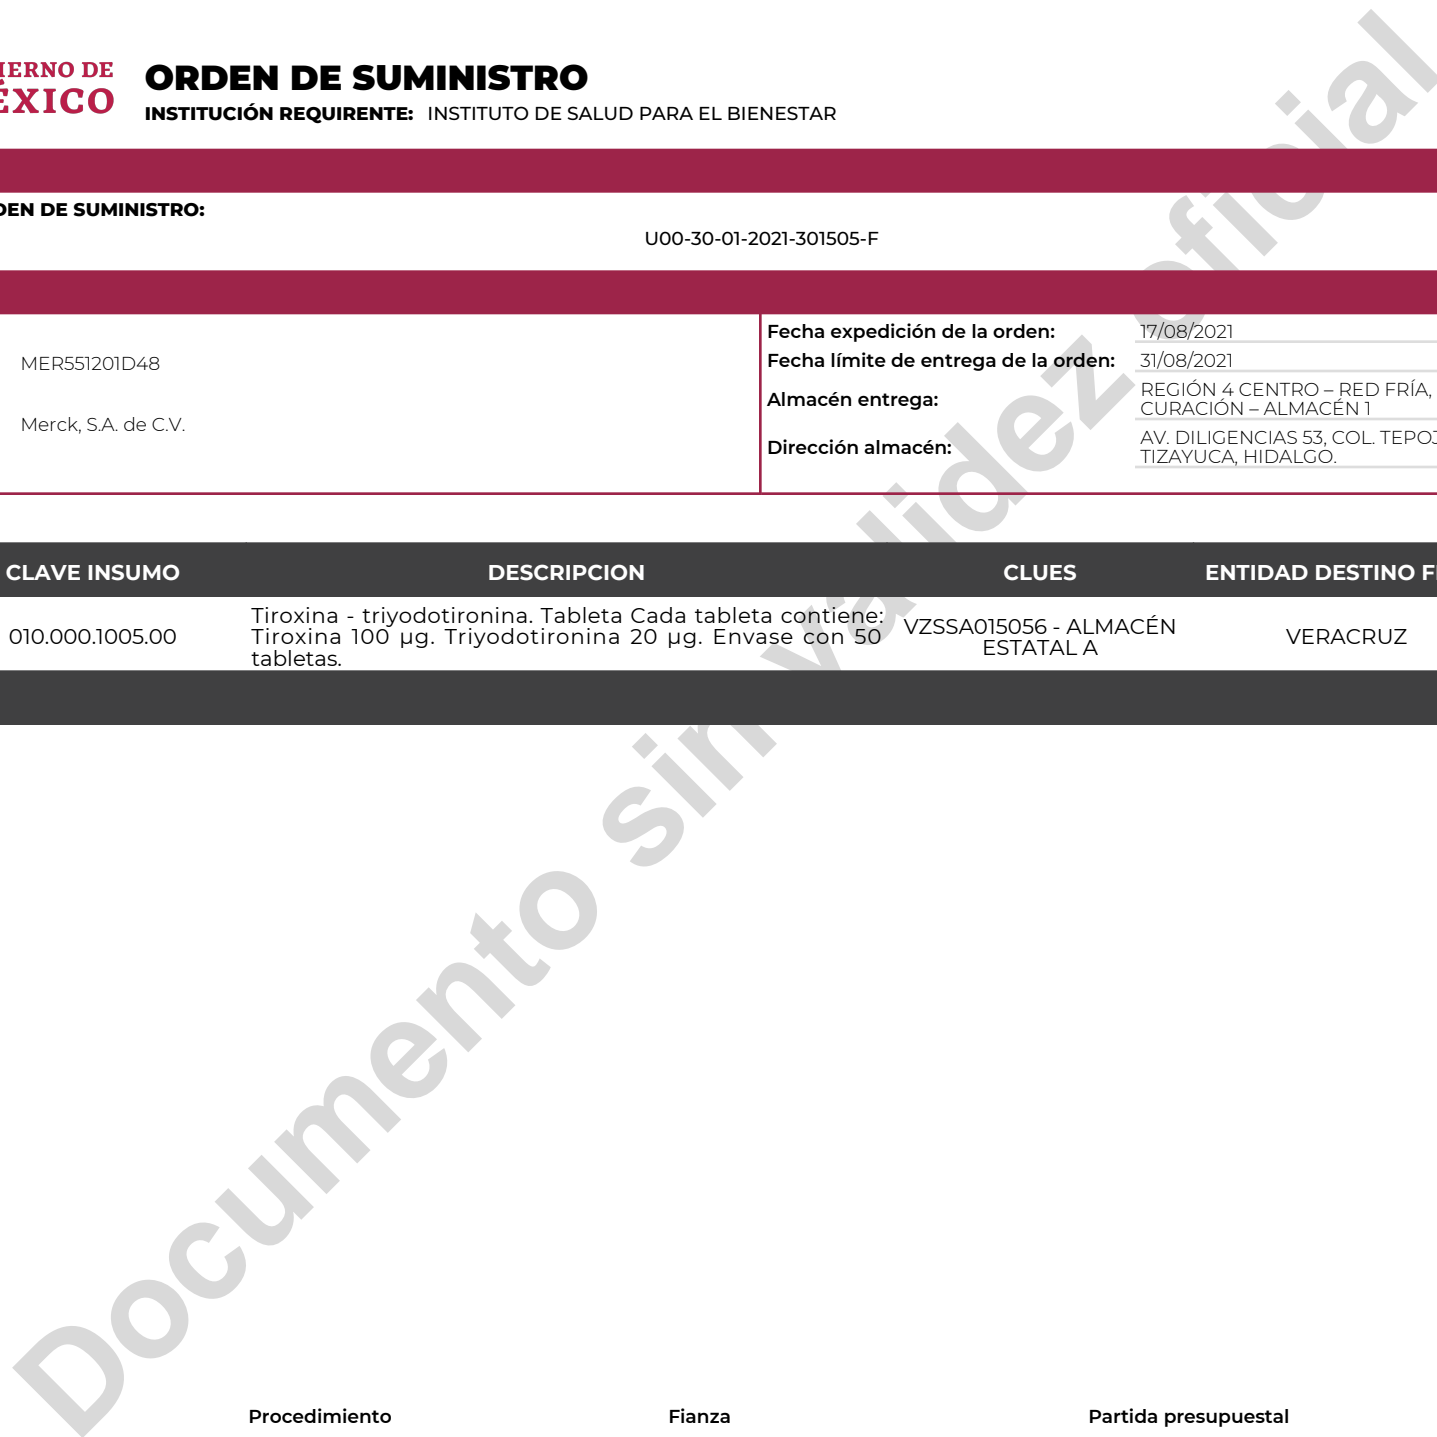 IERNO DE
ÉXICO
ORDEN DE SUMINISTRO
INSTITUCIÓN REQUIRENTE: INSTITUTO DE SALUD PARA EL BIENESTAR
DEN DE SUMINISTRO:
U00-30-01-2021-301505-F
MER551201D48
Merck, S.A. de C.V.
Fecha expedición de la orden: 17/08/2021
Fecha límite de entrega de la orden: 31/08/2021
Almacén entrega: REGIÓN 4 CENTRO – RED FRÍA,
CURACIÓN – ALMACÉN 1
Dirección almacén: AV. DILIGENCIAS 53, COL. TEPOJ
TIZAYUCA, HIDALGO.
CLAVE INSUMO DESCRIPCION CLUES ENTIDAD DESTINO F
010.000.1005.00
Tiroxina - triyodotironina. Tableta Cada tableta contiene:
Tiroxina 100 µg. Triyodotironina 20 µg. Envase con 50
tabletas.
VZSSA015056 - ALMACÉN
ESTATAL A
VERACRUZ
Documento sin validez oficial
Procedimiento Fianza Partida presupuestal